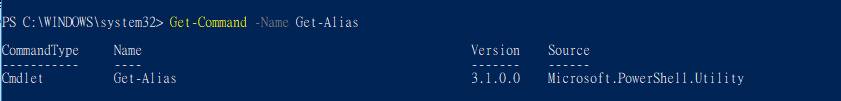 PS C:\WINDOWS\system32> Get-Command -Name Get-Alias
CommandType     Name                                               Version    Source
-----------     ----                                               -------    ------
Cmdlet          Get-Alias                                          3.1.0.0    Microsoft.PowerShell.Utility